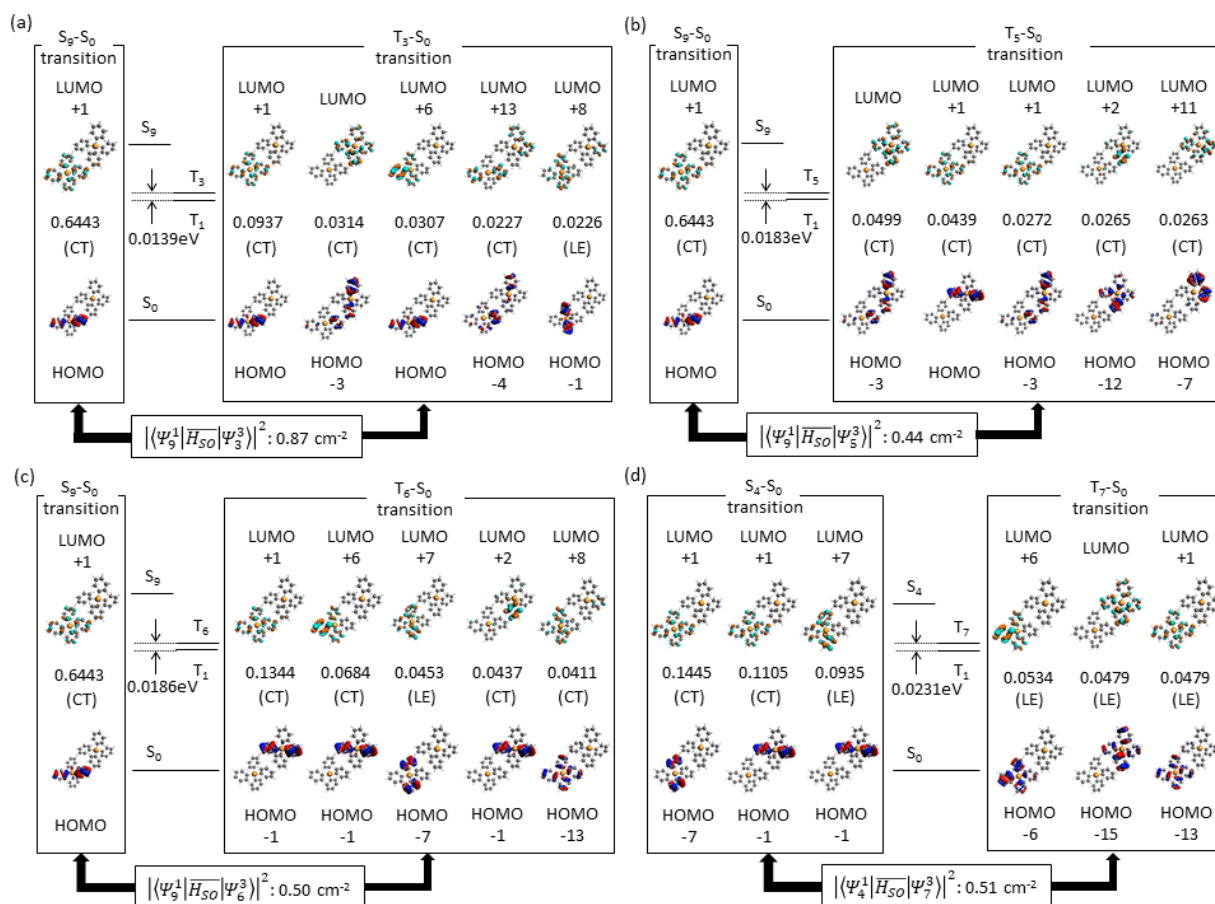 (a)
S₉-S₀
transition
LUMO
+1
S₉
0.6443
(CT)
0.0139eV
S₀
HOMO
T₃-S₀
transition
LUMO
+1
LUMO
LUMO
+6
LUMO
+13
LUMO
+8
T₃
T₁
0.0937 0.0314 0.0307 0.0227 0.0226
(CT) (CT) (CT) (CT) (LE)
HOMO
HOMO
-3
HOMO
HOMO
-4
HOMO
-1
|⟨Ψ₉¹|H_SO|Ψ₃³⟩|²: 0.87 cm⁻²
(b)
S₉-S₀
transition
LUMO
+1
S₉
0.6443
(CT)
0.0183eV
S₀
HOMO
T₅-S₀
transition
LUMO
LUMO
+1
LUMO
+1
LUMO
+2
LUMO
+11
T₅
T₁
0.0499 0.0439 0.0272 0.0265 0.0263
(CT) (CT) (CT) (CT) (CT)
HOMO
-3
HOMO
HOMO
-3
HOMO
-12
HOMO
-7
|⟨Ψ₉¹|H_SO|Ψ₅³⟩|²: 0.44 cm⁻²
(c)
S₉-S₀
transition
LUMO
+1
S₉
0.6443
(CT)
0.0186eV
S₀
HOMO
T₆-S₀
transition
LUMO
+1
LUMO
+6
LUMO
+7
LUMO
+2
LUMO
+8
T₆
T₁
0.1344 0.0684 0.0453 0.0437 0.0411
(CT) (CT) (LE) (CT) (CT)
HOMO
-1
HOMO
-1
HOMO
-7
HOMO
-1
HOMO
-13
|⟨Ψ₉¹|H_SO|Ψ₆³⟩|²: 0.50 cm⁻²
(d)
S₄-S₀
transition
LUMO
+1
LUMO
+1
LUMO
+7
S₄
0.1445 0.1105 0.0935
(CT) (CT) (LE)
0.0231eV
S₀
HOMO
-7
HOMO
-1
HOMO
-1
T₇-S₀
transition
LUMO
+6
LUMO
LUMO
+1
T₇
T₁
0.0534 0.0479 0.0479
(LE) (LE) (LE)
HOMO
-6
HOMO
-15
HOMO
-13
|⟨Ψ₄¹|H_SO|Ψ₇³⟩|²: 0.51 cm⁻²